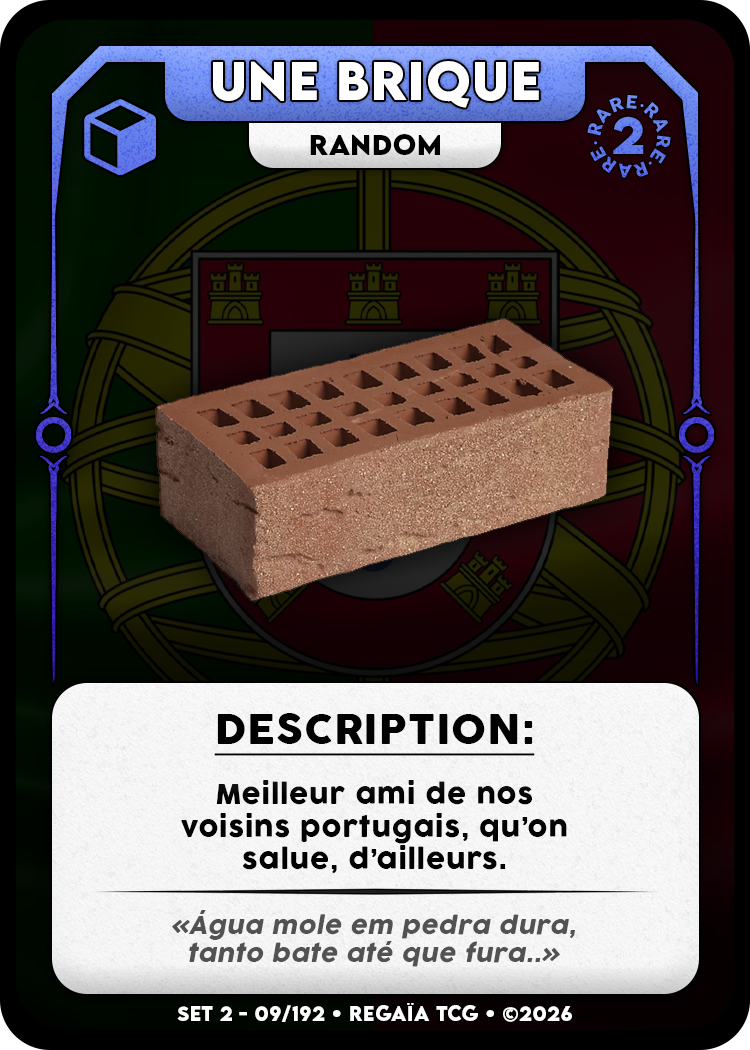 UNE BRIQUE
RANDOM
RARE•RARE•RARE•RARE•
2
DESCRIPTION:
Meilleur ami de nos
voisins portugais, qu’on
salue, d’ailleurs.
«Água mole em pedra dura,
tanto bate até que fura..»
SET 2 - 09/192 • REGAÏA TCG • ©2026